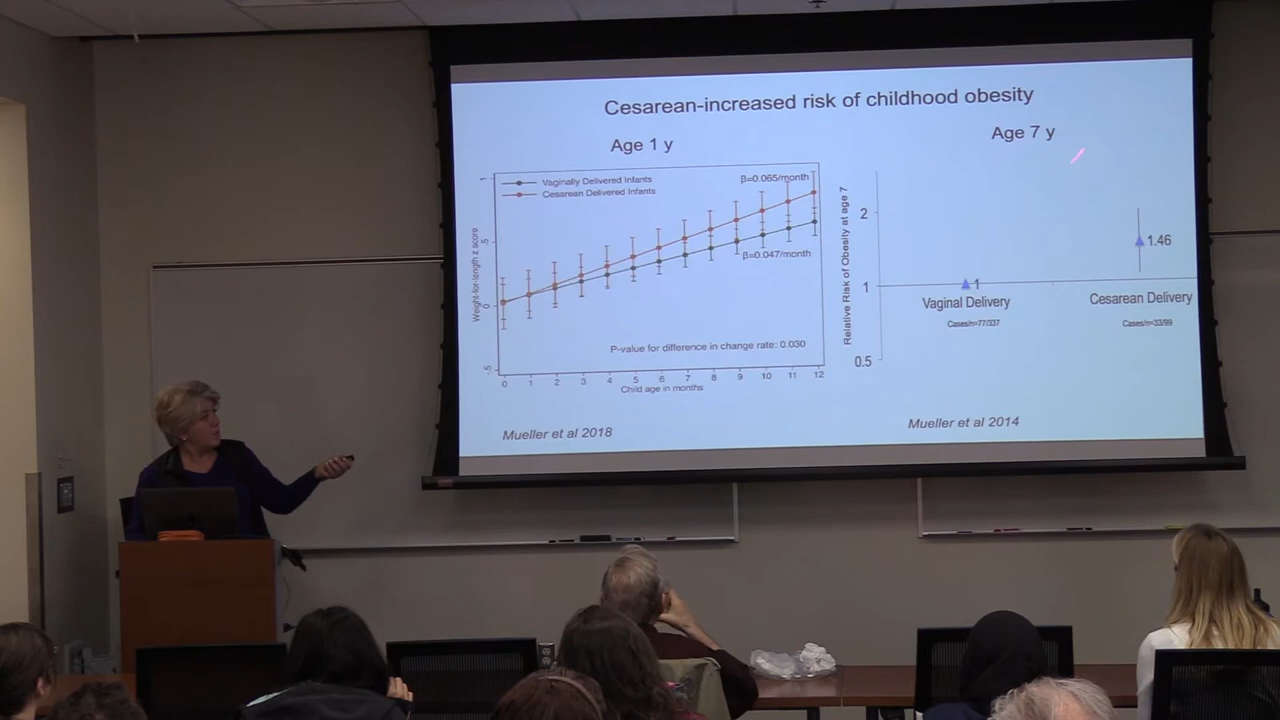 Cesarean-increased risk of childhood obesity
Age 1 y
1
.5
0
-.5
Weight-for-length z score
Vaginally Delivered Infants
Cesarean Delivered Infants
β=0.065/month
β=0.047/month
P-value for difference in change rate: 0.030
0 1 2 3 4 5 6 7 8 9 10 11 12
Child age in months
Mueller et al 2018
Age 7 y
Relative Risk of Obesity at age 7
2
1
0.5
1
1.46
Vaginal Delivery
Cases/n=77/337
Cesarean Delivery
Cases/n=33/99
Mueller et al 2014